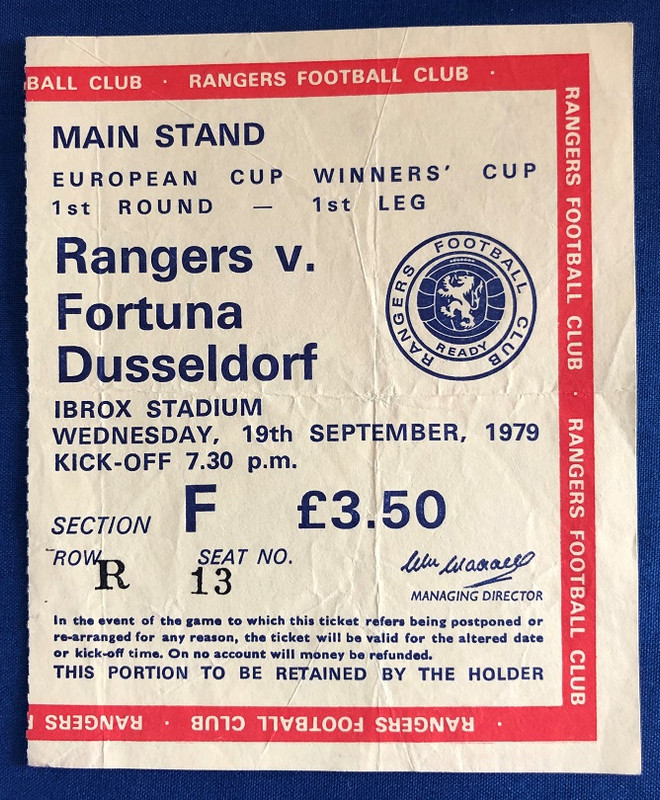 BALL CLUB · RANGERS FOOTBALL CLUB ·
RANGERS FOOTBALL CLUB · RANGERS FOOTBALL CLUB
MAIN STAND
EUROPEAN CUP WINNERS' CUP
1st ROUND — 1st LEG
Rangers v.
Fortuna
Dusseldorf
RANGERS FOOTBALL CLUB
READY
IBROX STADIUM
WEDNESDAY, 19th SEPTEMBER, 1979
KICK-OFF 7.30 p.m.
SECTION F £3.50
ROW R SEAT NO. 13
MANAGING DIRECTOR
In the event of the game to which this ticket refers being postponed or
re-arranged for any reason, the ticket will be valid for the altered date
or kick-off time. On no account will money be refunded.
THIS PORTION TO BE RETAINED BY THE HOLDER
RANGERS FOOTBALL CLUB · RANGERS